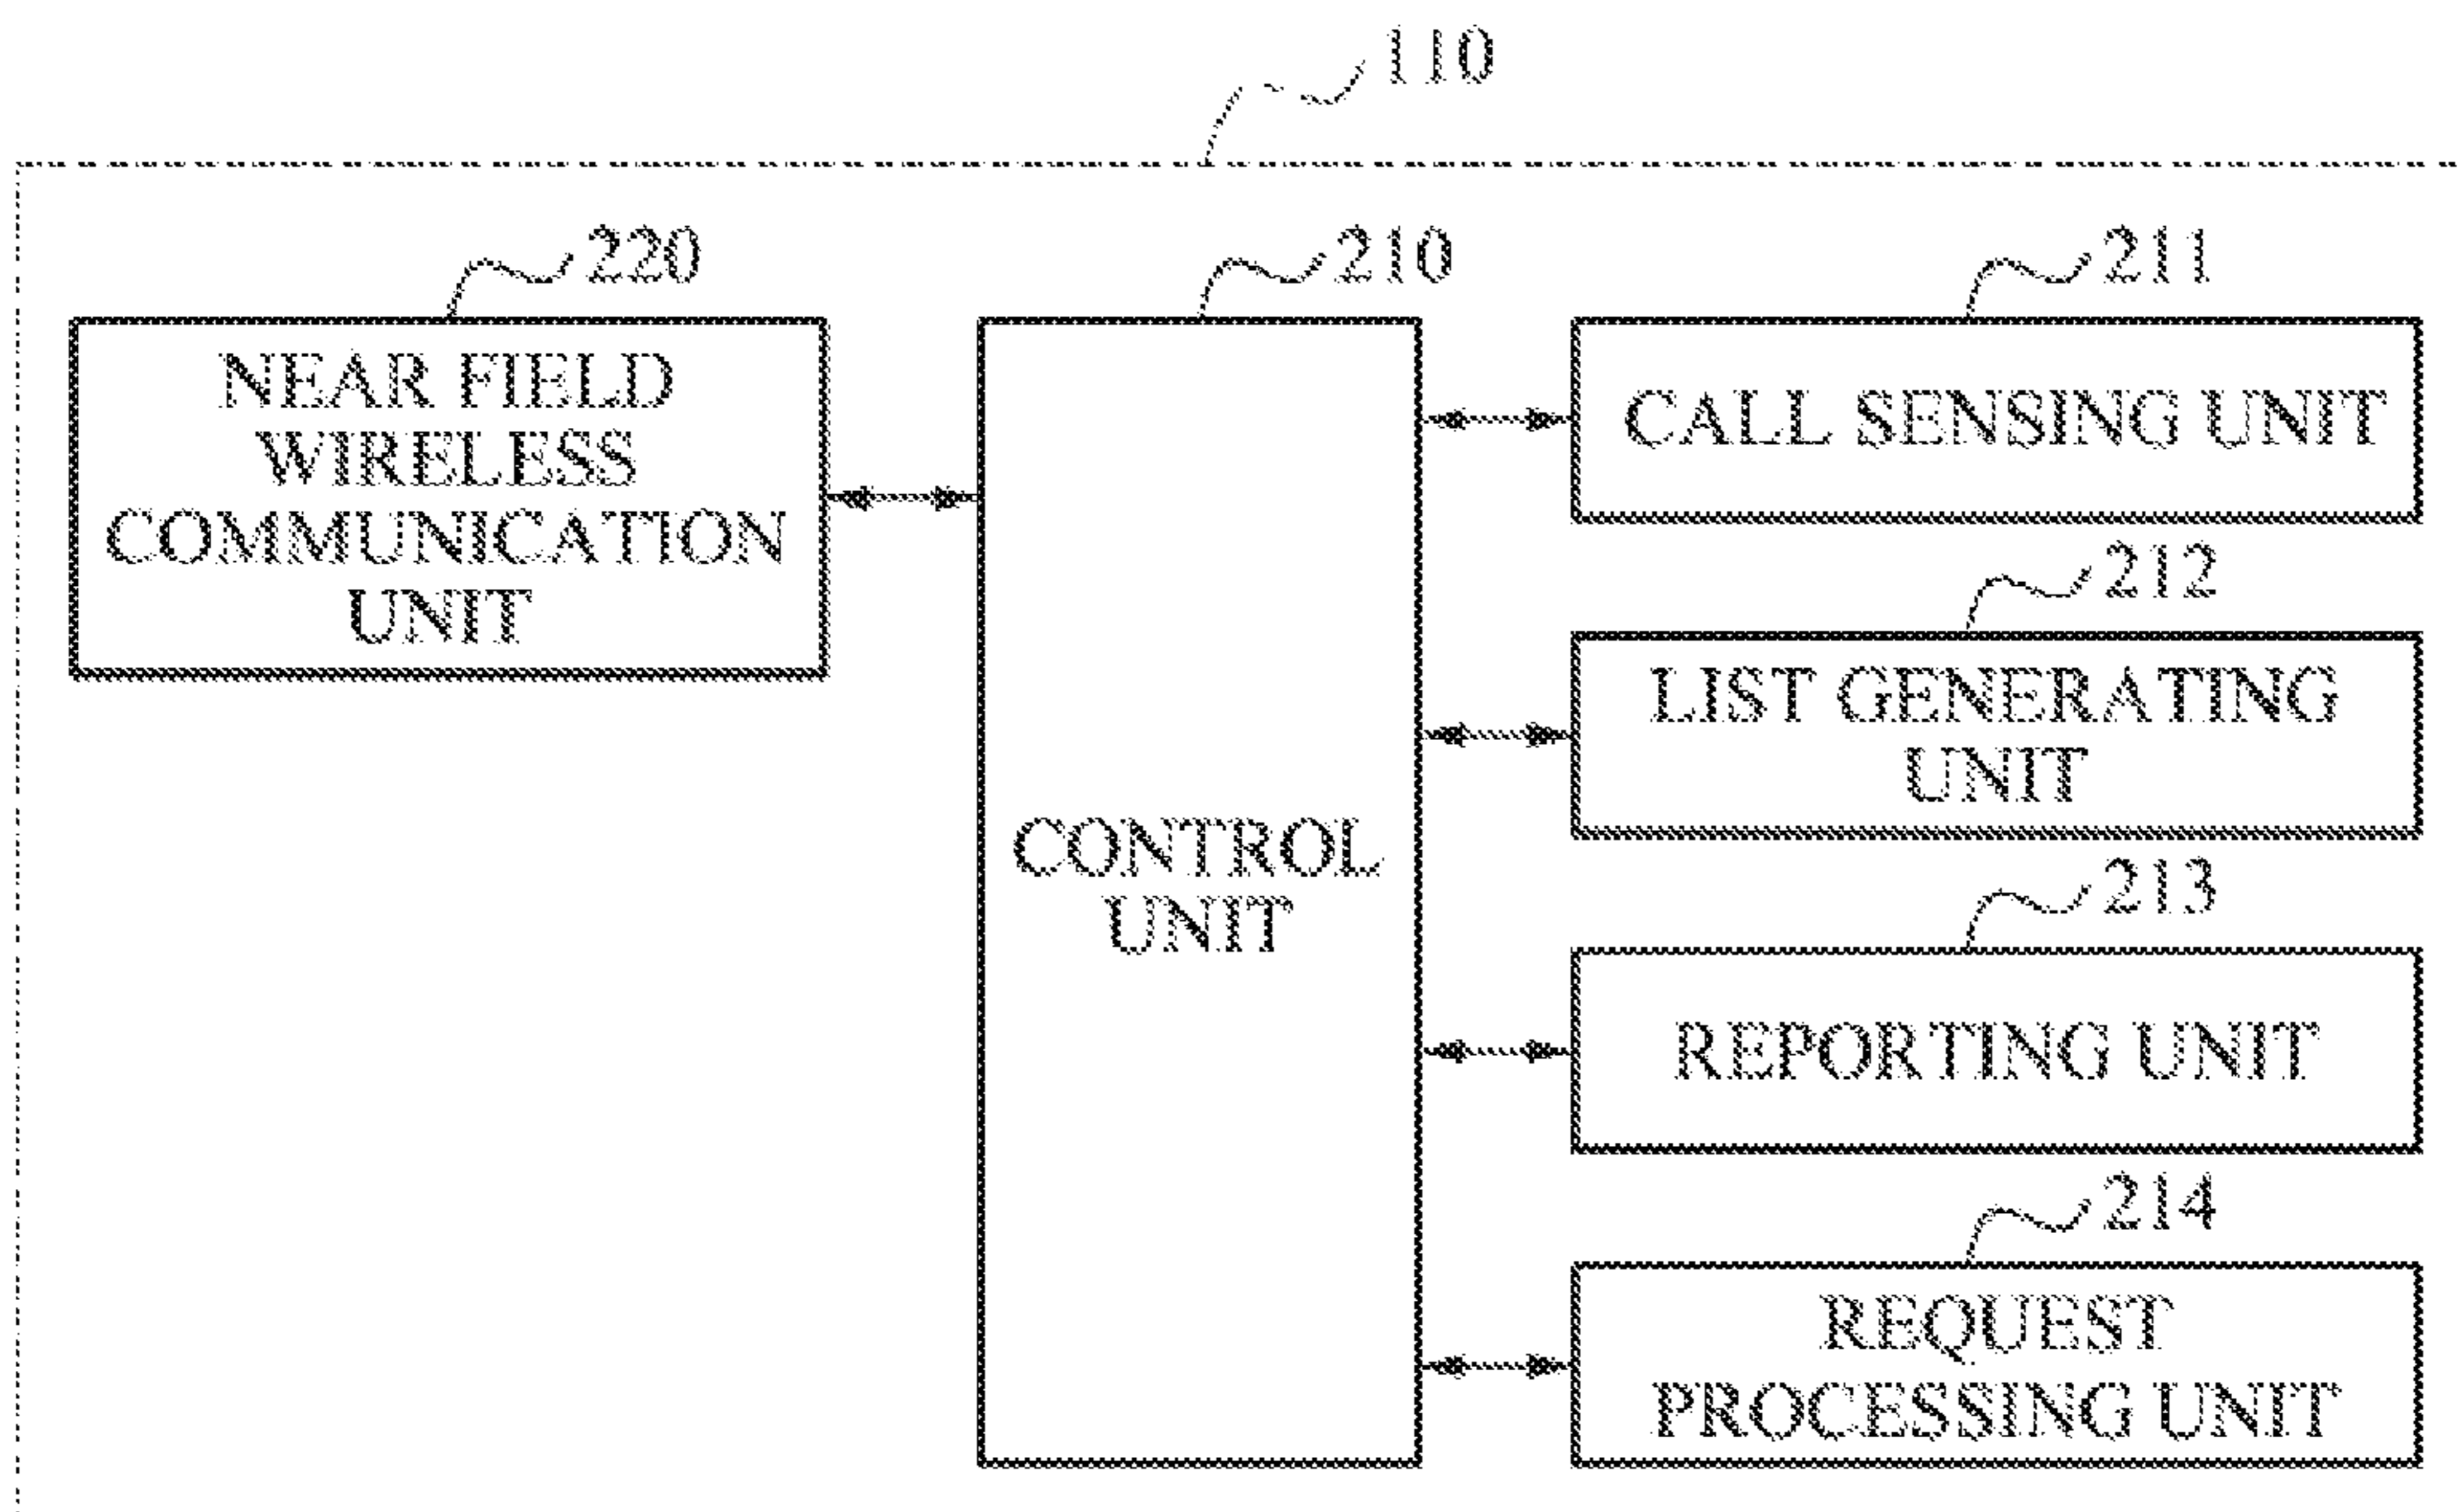 110
220
NEAR FIELD
WIRELESS
COMMUNICATION
UNIT
210
CONTROL
UNIT
211
CALL SENSING UNIT
212
LIST GENERATING
UNIT
213
REPORTING UNIT
214
REQUEST
PROCESSING UNIT